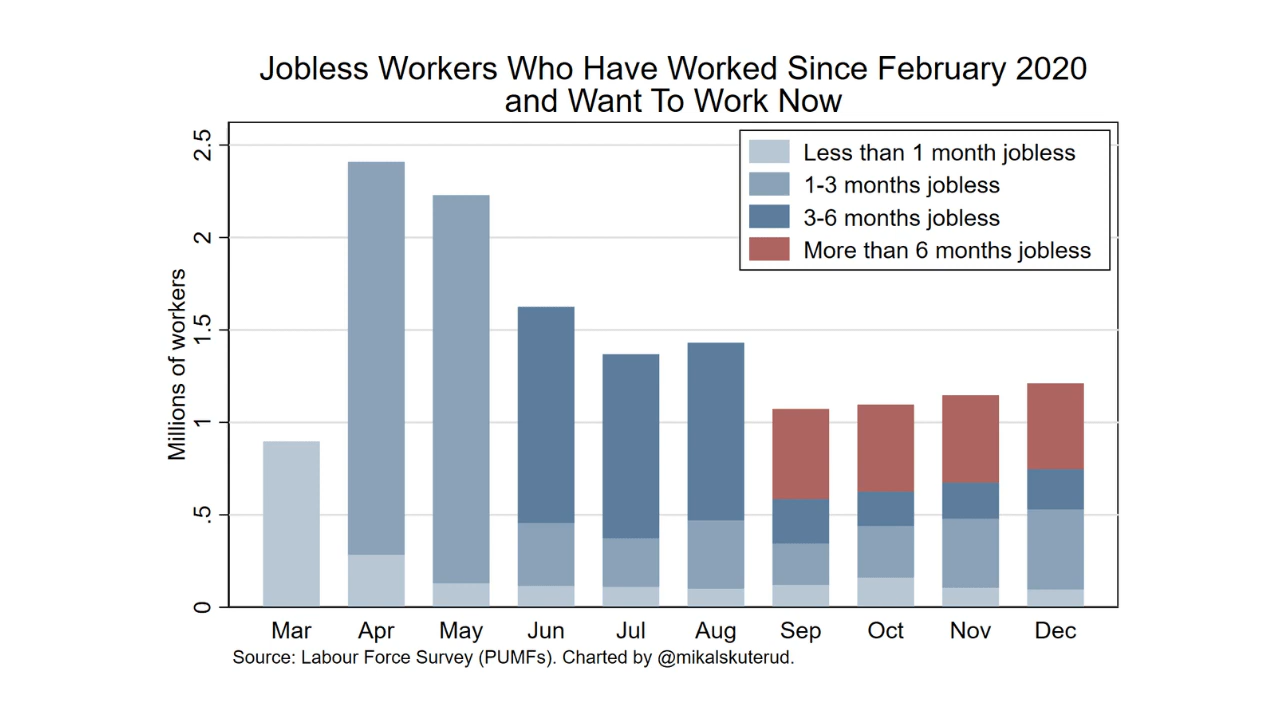 Jobless Workers Who Have Worked Since February 2020
and Want To Work Now
Less than 1 month jobless
1-3 months jobless
3-6 months jobless
More than 6 months jobless
Millions of workers
2.5
2
1.5
1
.5
0
Mar Apr May Jun Jul Aug Sep Oct Nov Dec
Source: Labour Force Survey (PUMFs). Charted by @mikalskuterud.